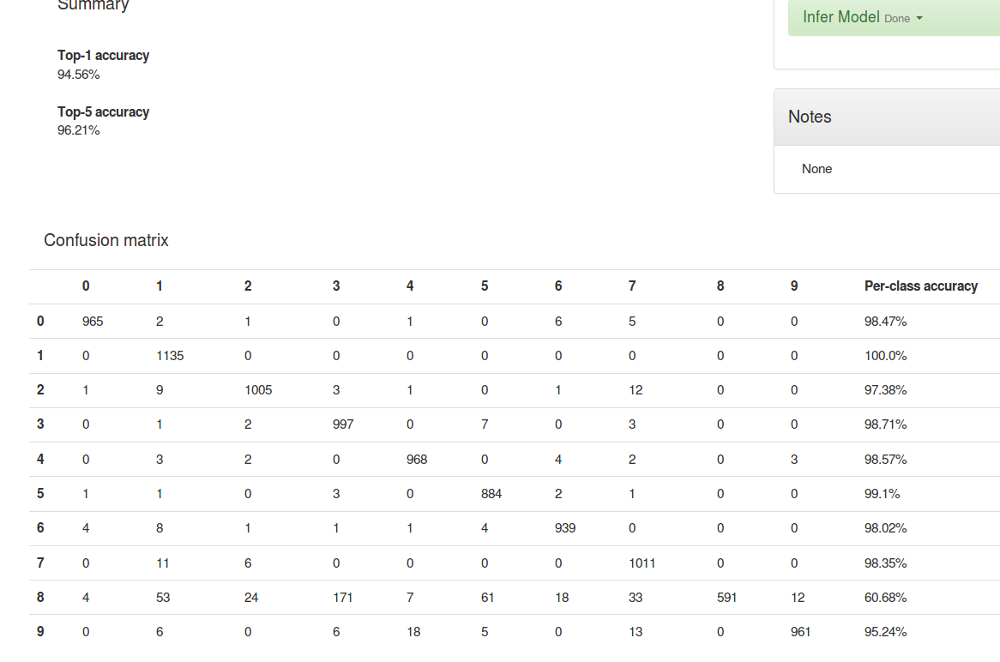 Summary
Infer Model Done
Top-1 accuracy
94.56%
Top-5 accuracy
96.21%
Notes
None
Confusion matrix
0 1 2 3 4 5 6 7 8 9 Per-class accuracy
0 965 2 1 0 1 0 6 5 0 0 98.47%
1 0 1135 0 0 0 0 0 0 0 0 100.0%
2 1 9 1005 3 1 0 1 12 0 0 97.38%
3 0 1 2 997 0 7 0 3 0 0 98.71%
4 0 3 2 0 968 0 4 2 0 3 98.57%
5 1 1 0 3 0 884 2 1 0 0 99.1%
6 4 8 1 1 1 4 939 0 0 0 98.02%
7 0 11 6 0 0 0 0 1011 0 0 98.35%
8 4 53 24 171 7 61 18 33 591 12 60.68%
9 0 6 0 6 18 5 0 13 0 961 95.24%